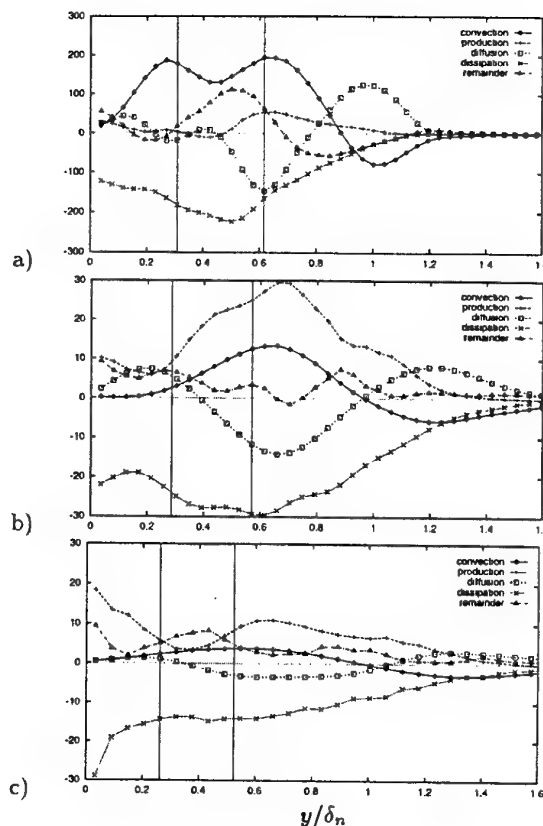 300
200
100
0
-100
-200
-300
0 0.2 0.4 0.6 0.8 1 1.2 1.4 1.6
convection
production
diffusion
dissipation
remainder
a)
30
20
10
0
-10
-20
-30
0 0.2 0.4 0.6 0.8 1 1.2 1.4 1.6
convection
production
diffusion
dissipation
remainder
b)
30
20
10
0
-10
-20
-30
0 0.2 0.4 0.6 0.8 1 1.2 1.4 1.6
convection
production
diffusion
dissipation
remainder
c)
y/δₙ